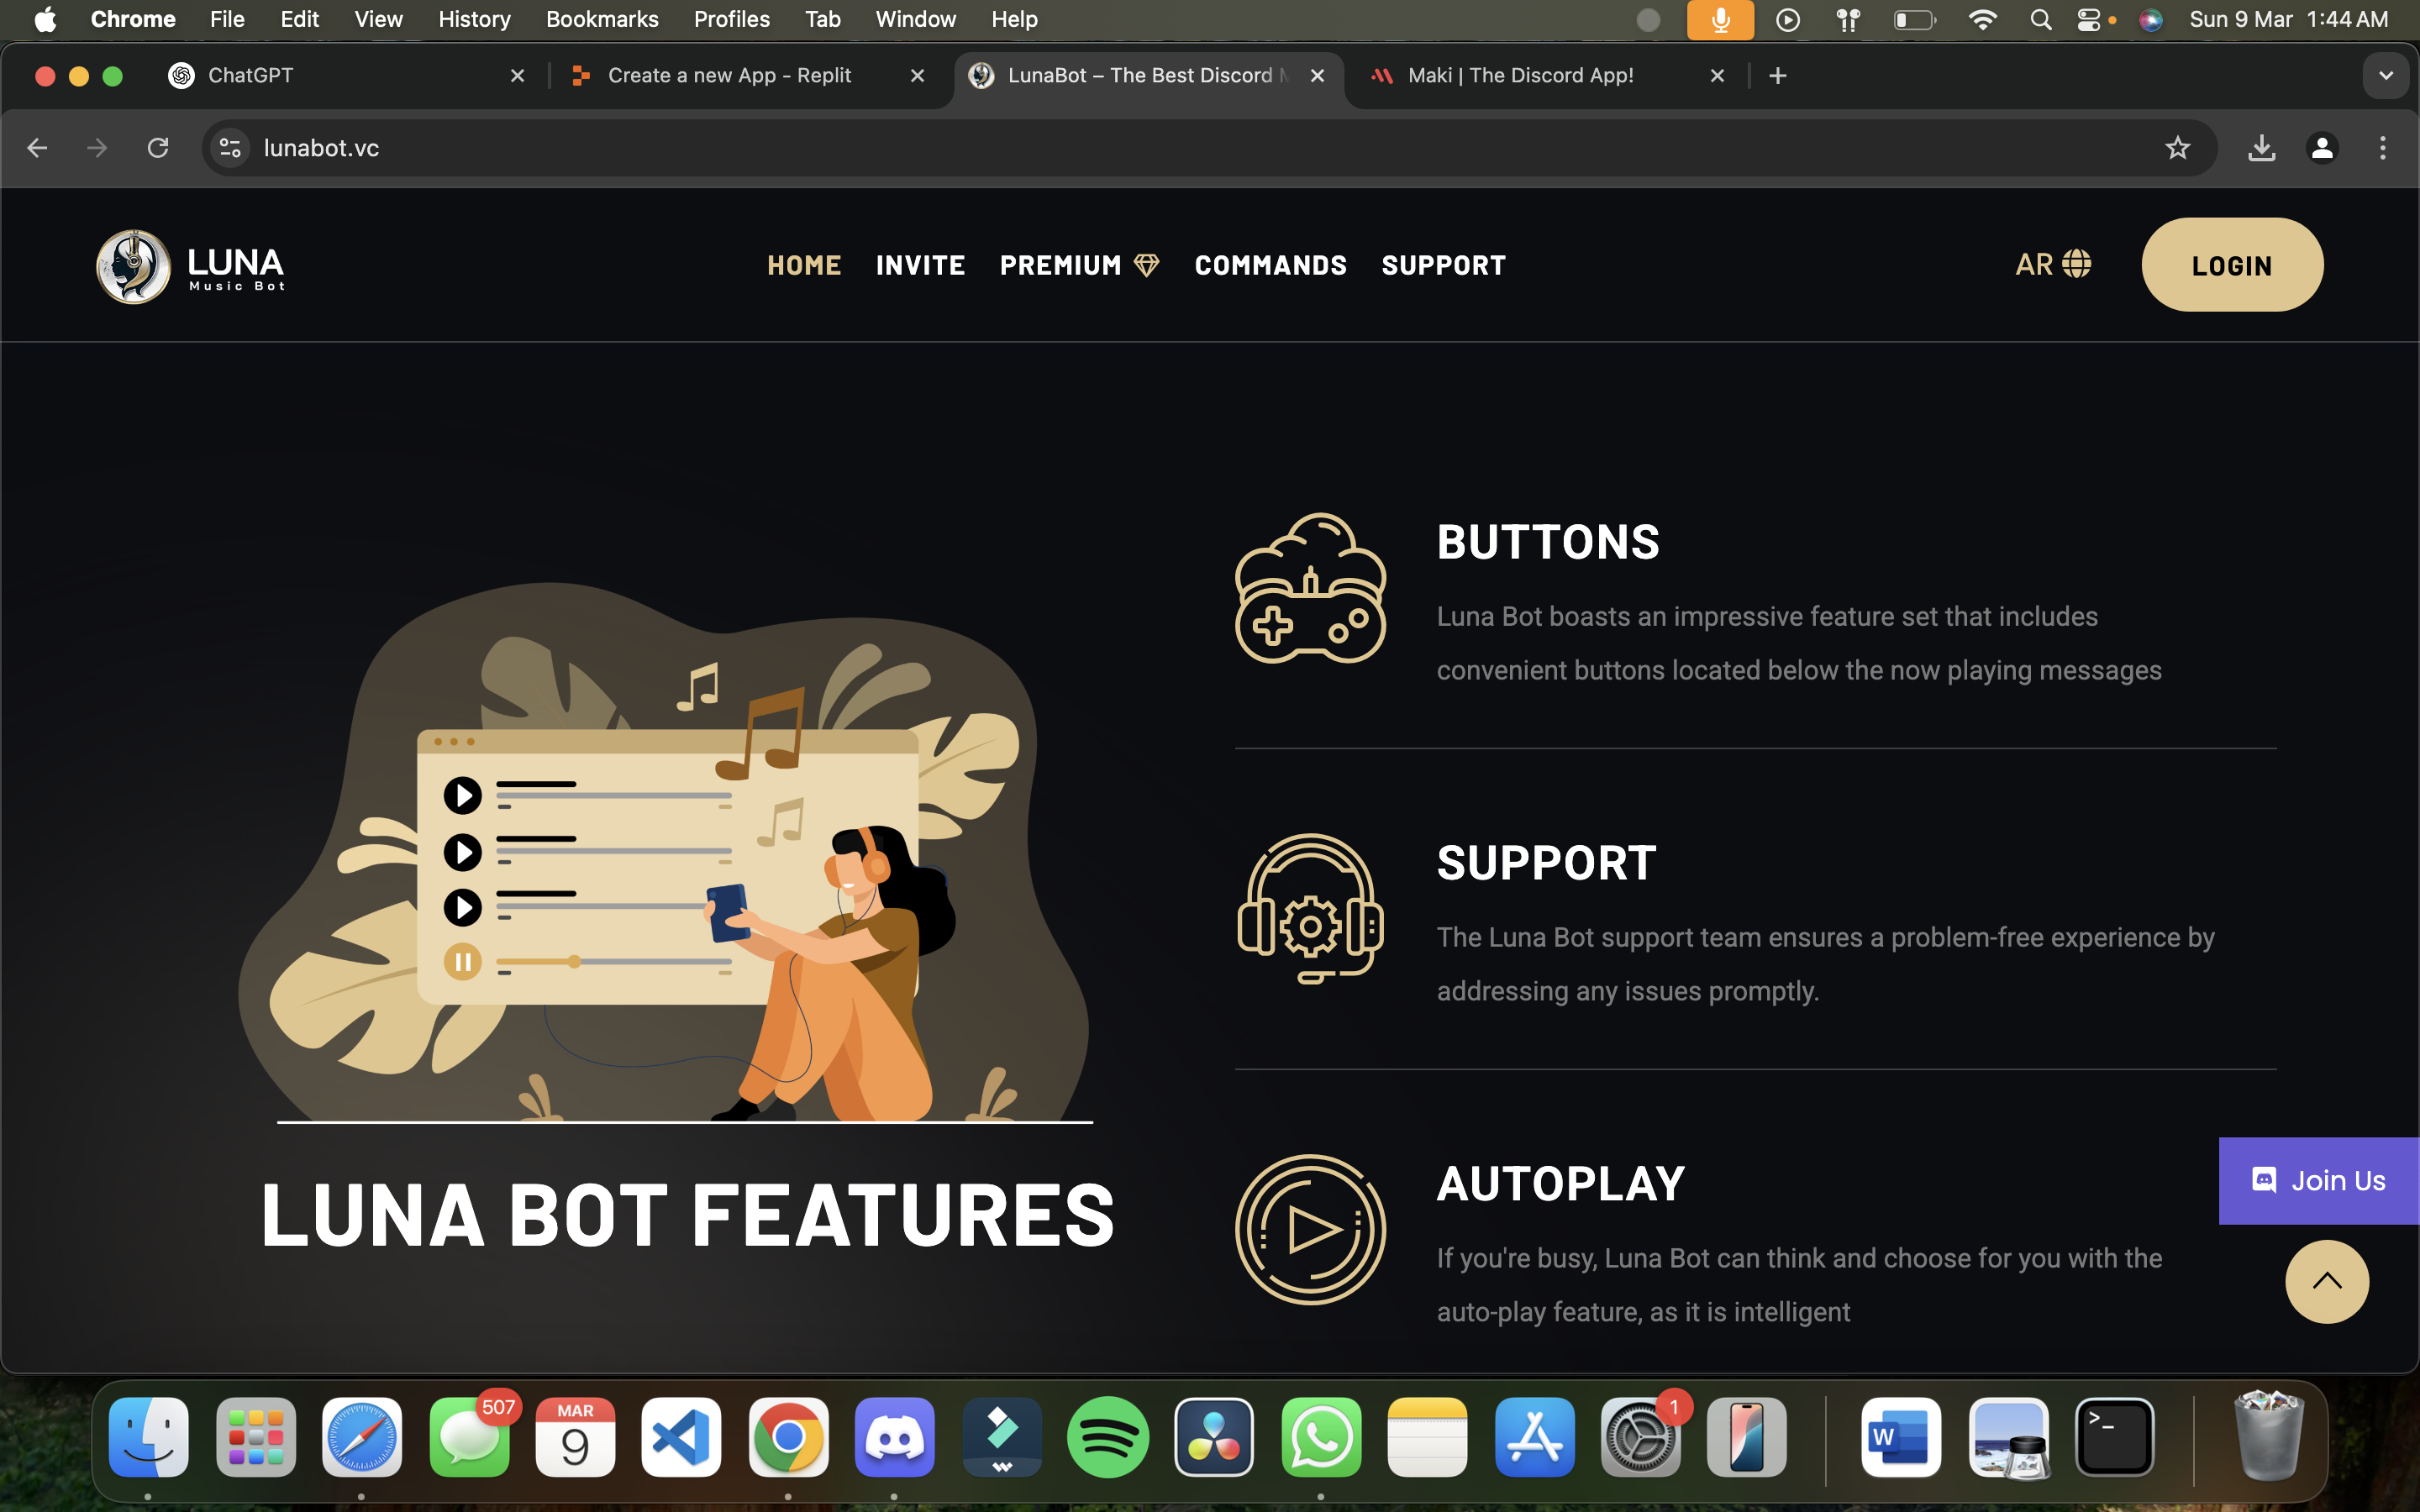 Chrome File Edit View History Bookmarks Profiles Tab Window Help Sun 9 Mar 1:44 AM
ChatGPT Create a new App - Replit LunaBot – The Best Discord Maki | The Discord App!
lunabot.vc
LUNA
Music Bot
HOME INVITE PREMIUM COMMANDS SUPPORT AR LOGIN
BUTTONS
Luna Bot boasts an impressive feature set that includes
convenient buttons located below the now playing messages
SUPPORT
The Luna Bot support team ensures a problem-free experience by
addressing any issues promptly.
AUTOPLAY
If you're busy, Luna Bot can think and choose for you with the
auto-play feature, as it is intelligent
LUNA BOT FEATURES
Join Us
507
MAR
9
1
W
>_